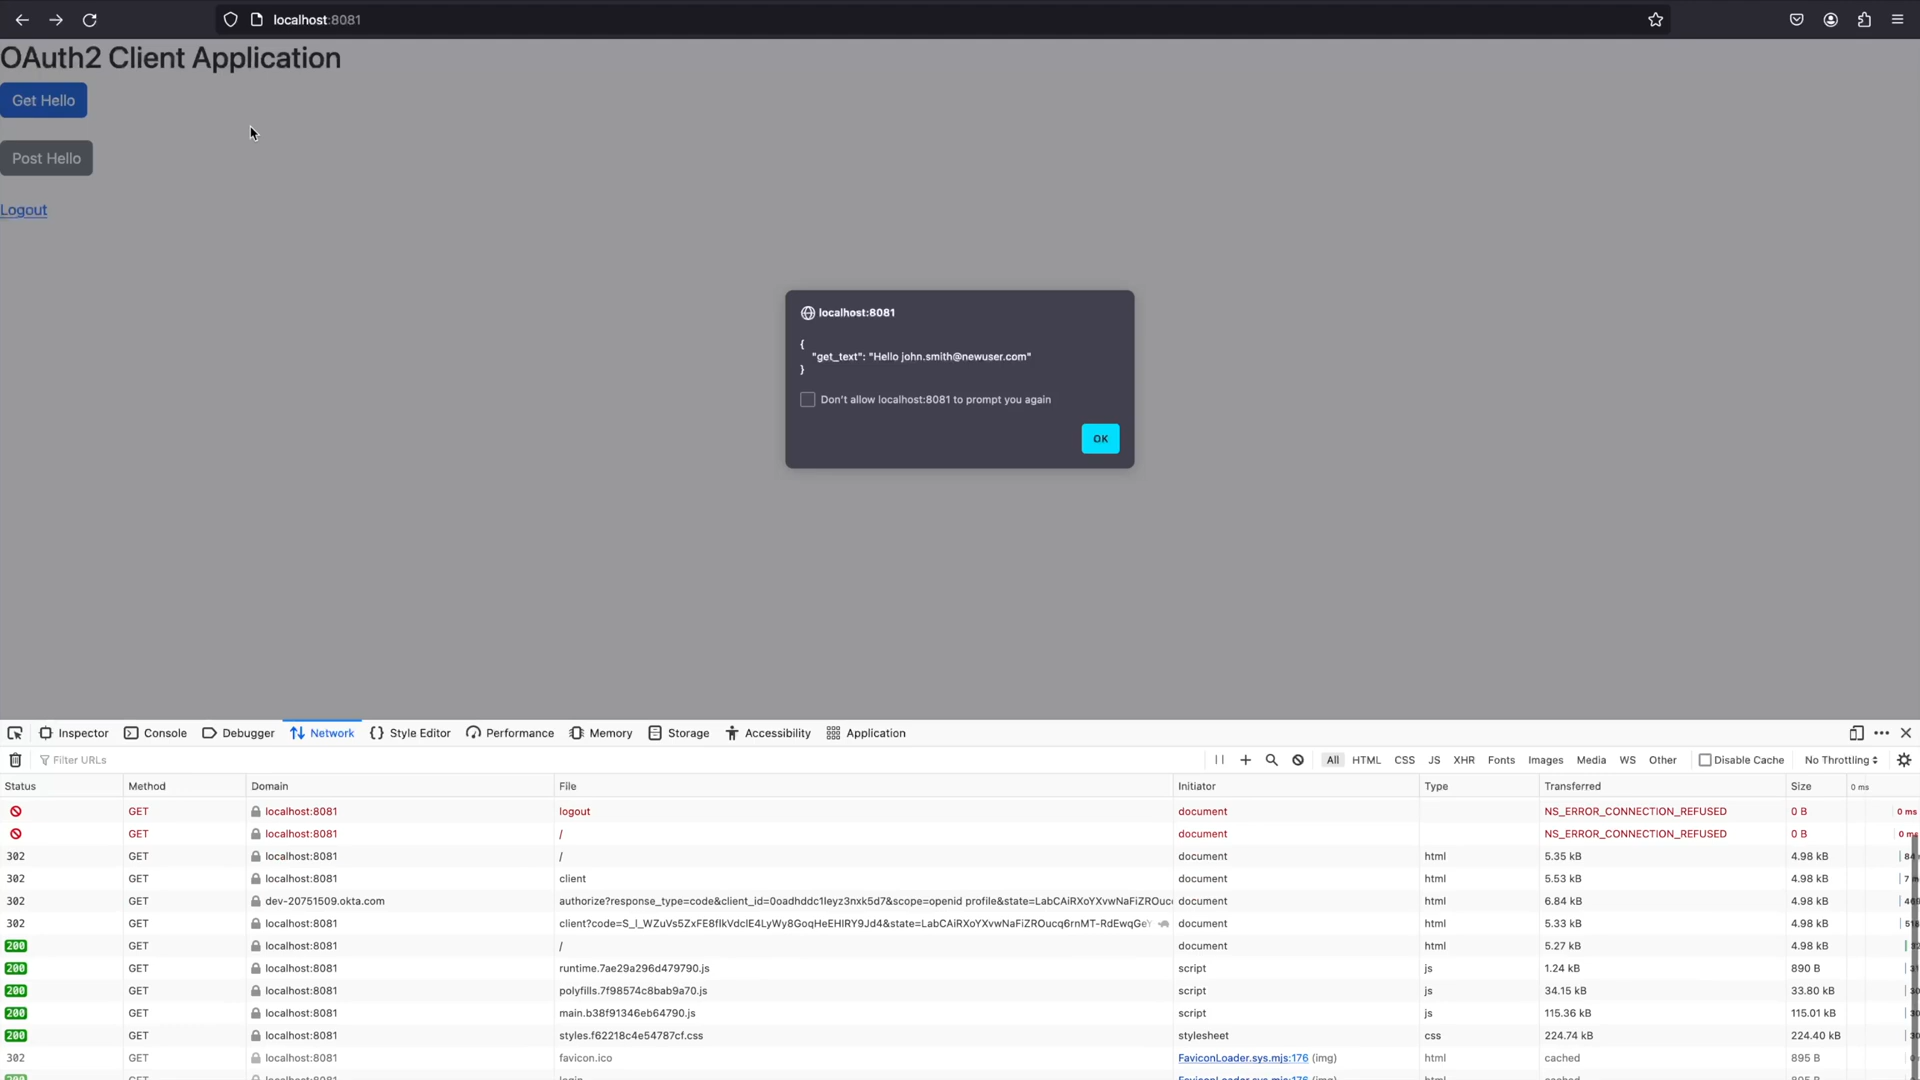 localhost:8081
OAuth2 Client Application
Get Hello
Post Hello
Logout
localhost:8081
{
"get_text": "Hello john.smith@newuser.com"
}
Don't allow localhost:8081 to prompt you again
OK
Inspector Console Debugger Network Style Editor Performance Memory Storage Accessibility Application
Filter URLs All HTML CSS JS XHR Fonts Images Media WS Other Disable Cache No Throttling
Status Method Domain File Initiator Type Transferred Size 0 ms
GET localhost:8081 logout document NS_ERROR_CONNECTION_REFUSED 0 B 0 ms
GET localhost:8081 / document NS_ERROR_CONNECTION_REFUSED 0 B 0 ms
302 GET localhost:8081 / document html 5.35 kB 4.98 kB
302 GET localhost:8081 client document html 5.53 kB 4.98 kB
302 GET dev-20751509.okta.com document html 6.84 kB 4.98 kB
302 GET localhost:8081 document html 5.33 kB 4.98 kB
200 GET localhost:8081 / document html 5.27 kB 4.98 kB
200 GET localhost:8081 runtime.7ae29a296d479790.js script js 1.24 kB 890 B
200 GET localhost:8081 polyfills.7f98574c8bab9a70.js script js 34.15 kB 33.80 kB
200 GET localhost:8081 main.b38f91346eb64790.js script js 115.36 kB 115.01 kB
200 GET localhost:8081 styles.f62218c4e54787cf.css stylesheet css 224.74 kB 224.40 kB
302 GET localhost:8081 favicon.ico FaviconLoader.sys.mjs:176 (img) html cached 895 B